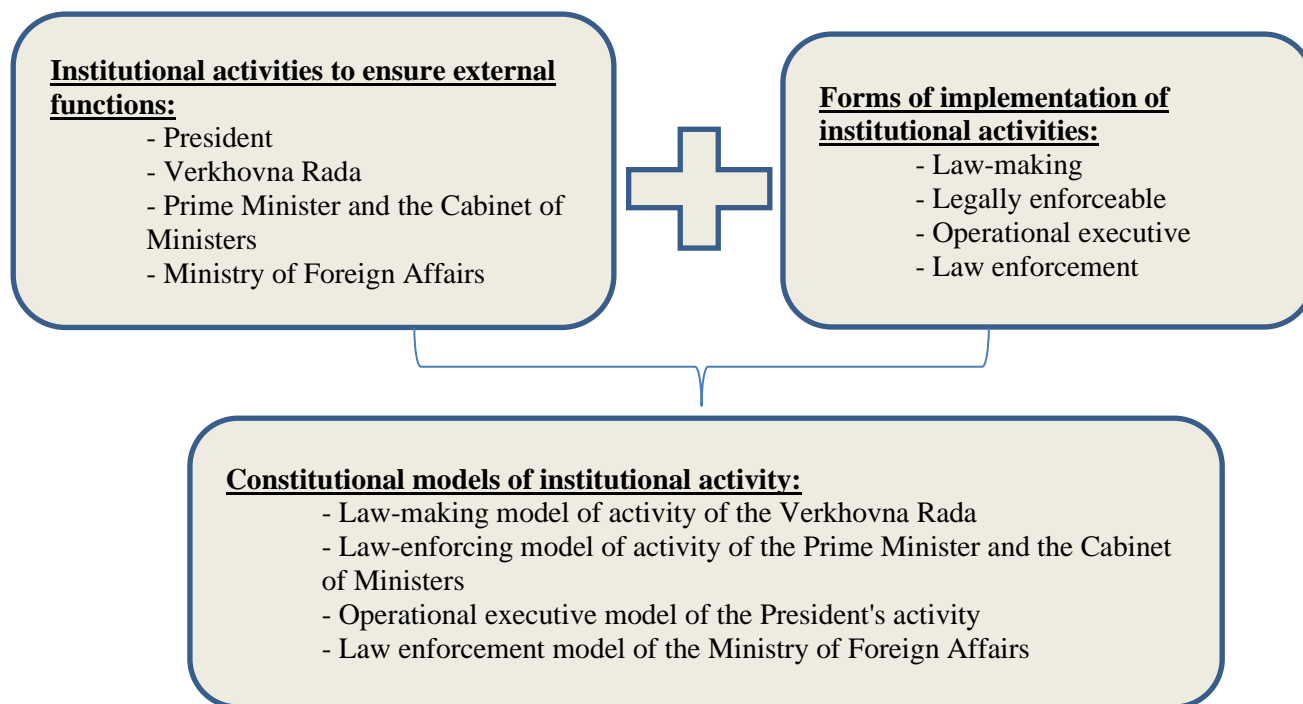 Institutional activities to ensure external
functions:
- President
- Verkhovna Rada
- Prime Minister and the Cabinet of
Ministers
- Ministry of Foreign Affairs
Forms of implementation of
institutional activities:
- Law-making
- Legally enforceable
- Operational executive
- Law enforcement
Constitutional models of institutional activity:
- Law-making model of activity of the Verkhovna Rada
- Law-enforcing model of activity of the Prime Minister and the Cabinet
of Ministers
- Operational executive model of the President's activity
- Law enforcement model of the Ministry of Foreign Affairs